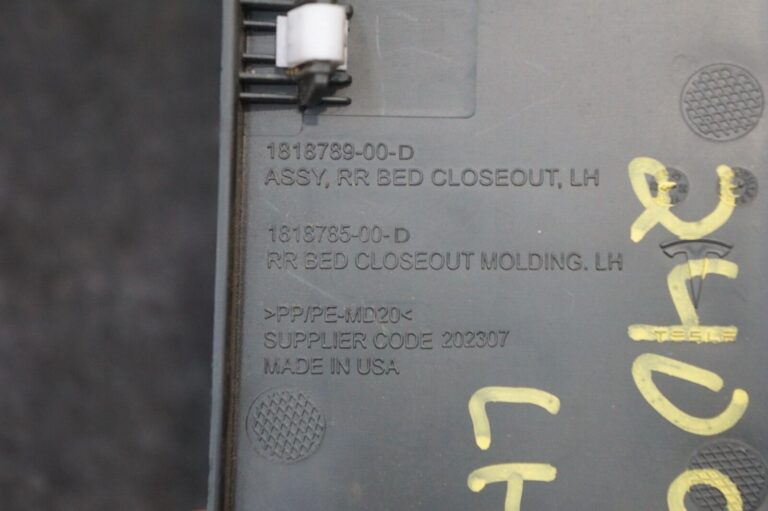 1818789-00-D
ASSY, RR BED CLOSEOUT, LH
1818785-00-D
RR BED CLOSEOUT MOLDING. LH
>PP/PE-MD20<
SUPPLIER CODE 202307
MADE IN USA
TESLA
LH